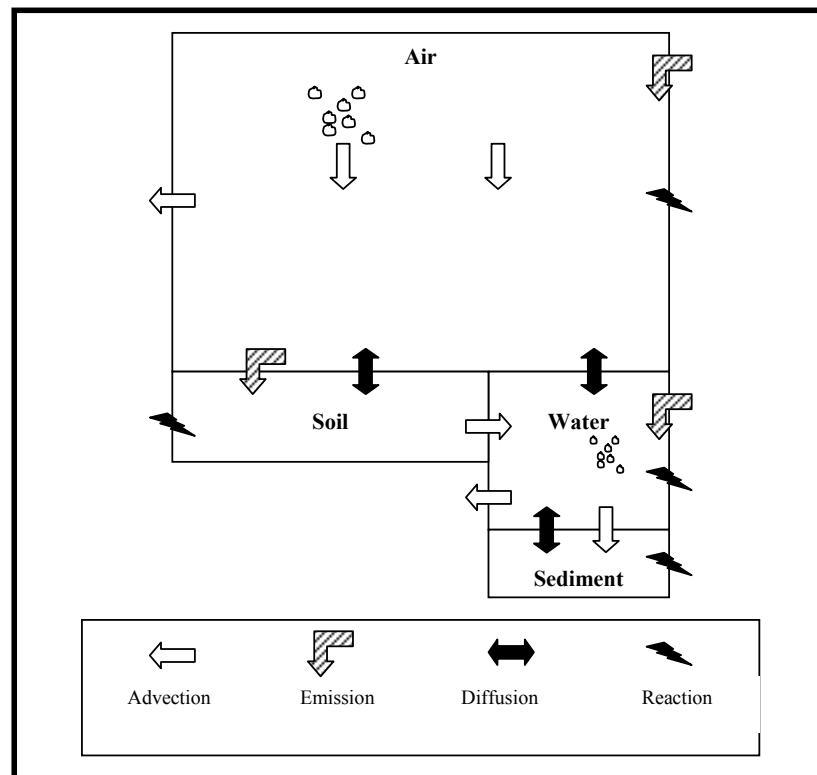 Air
Soil
Water
Sediment
Advection
Emission
Diffusion
Reaction